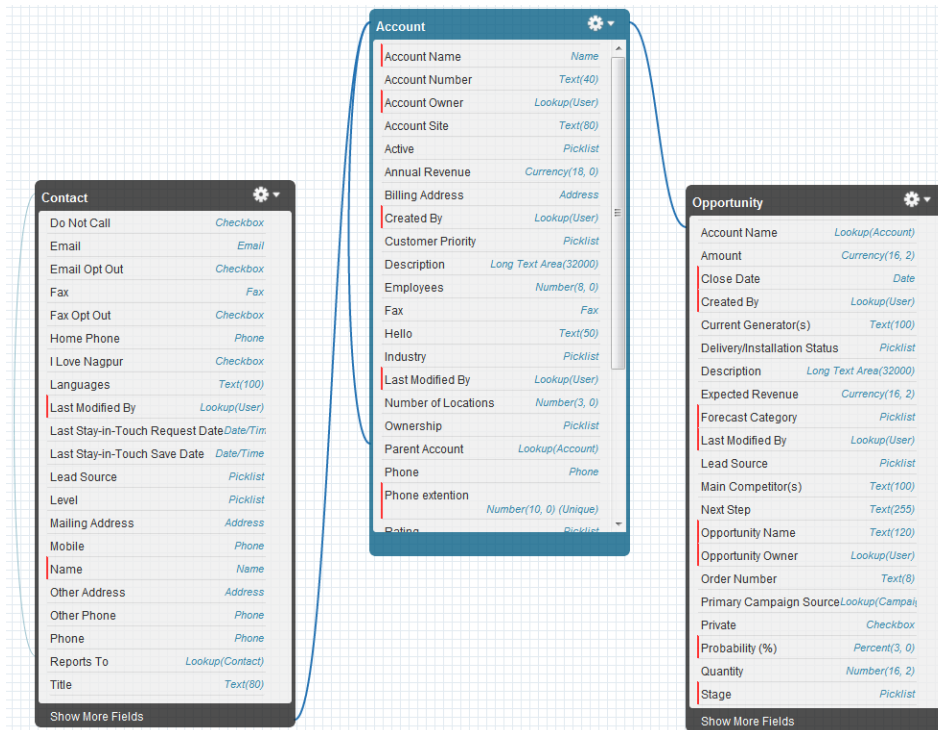 Account
Account Name Name
Account Number Text(40)
Account Owner Lookup(User)
Account Site Text(80)
Active Picklist
Annual Revenue Currency(18, 0)
Billing Address Address
Created By Lookup(User)
Customer Priority Picklist
Description Long Text Area(32000)
Employees Number(8, 0)
Fax Fax
Hello Text(50)
Industry Picklist
Last Modified By Lookup(User)
Number of Locations Number(3, 0)
Ownership Picklist
Parent Account Lookup(Account)
Phone Phone
Phone extention
Number(10, 0) (Unique)
Rating Picklist
Contact
Do Not Call Checkbox
Email Email
Email Opt Out Checkbox
Fax Fax
Fax Opt Out Checkbox
Home Phone Phone
I Love Nagpur Checkbox
Languages Text(100)
Last Modified By Lookup(User)
Last Stay-in-Touch Request Date Date/Tim
Last Stay-in-Touch Save Date Date/Time
Lead Source Picklist
Level Picklist
Mailing Address Address
Mobile Phone
Name Name
Other Address Address
Other Phone Phone
Phone Phone
Reports To Lookup(Contact)
Title Text(80)
Show More Fields
Opportunity
Account Name Lookup(Account)
Amount Currency(16, 2)
Close Date Date
Created By Lookup(User)
Current Generator(s) Text(100)
Delivery/Installation Status Picklist
Description Long Text Area(32000)
Expected Revenue Currency(16, 2)
Forecast Category Picklist
Last Modified By Lookup(User)
Lead Source Picklist
Main Competitor(s) Text(100)
Next Step Text(255)
Opportunity Name Text(120)
Opportunity Owner Lookup(User)
Order Number Text(8)
Primary Campaign Source Lookup(Campai
Private Checkbox
Probability (%) Percent(3, 0)
Quantity Number(16, 2)
Stage Picklist
Show More Fields